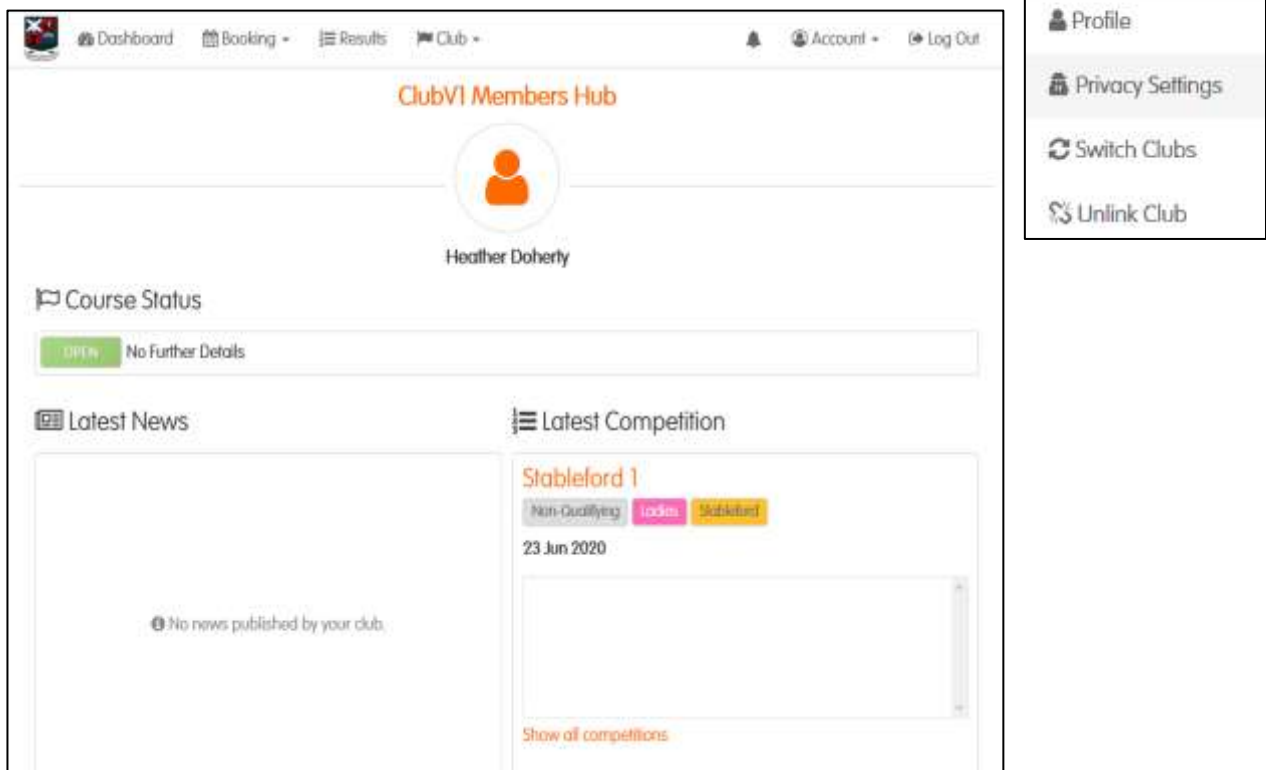 Dashboard Booking Results Club Account Log Out
ClubV1 Members Hub
Heather Doherty
Course Status
OPEN No Further Details
Latest News
No news published by your club.
Latest Competition
Stableford 1
Non-Qualifying Ladies Stableford
23 Jun 2020
Show all competitions
Profile
Privacy Settings
Switch Clubs
Unlink Club